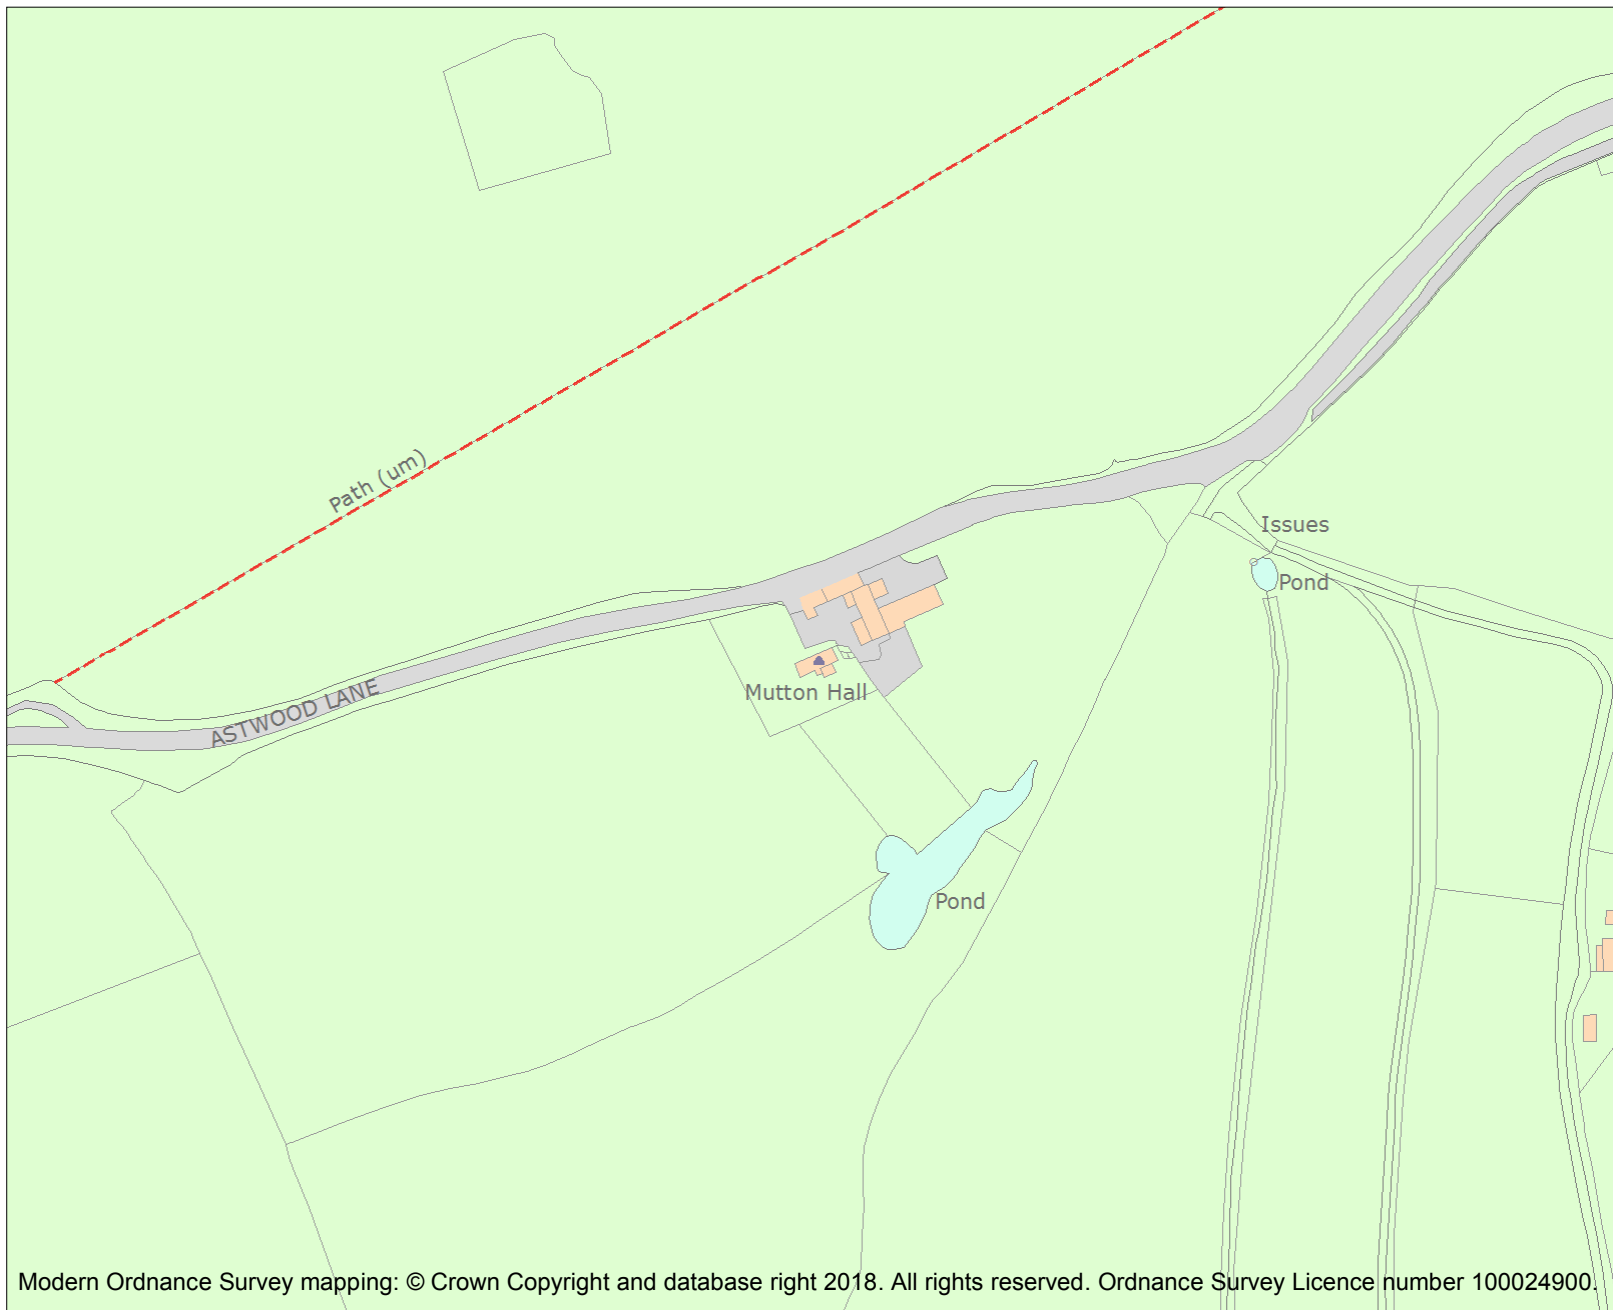 Path (um)
Issues
Pond
Mutton Hall
ASTWOOD LANE
Pond
Modern Ordnance Survey mapping: © Crown Copyright and database right 2018. All rights reserved. Ordnance Survey Licence number 100024900.